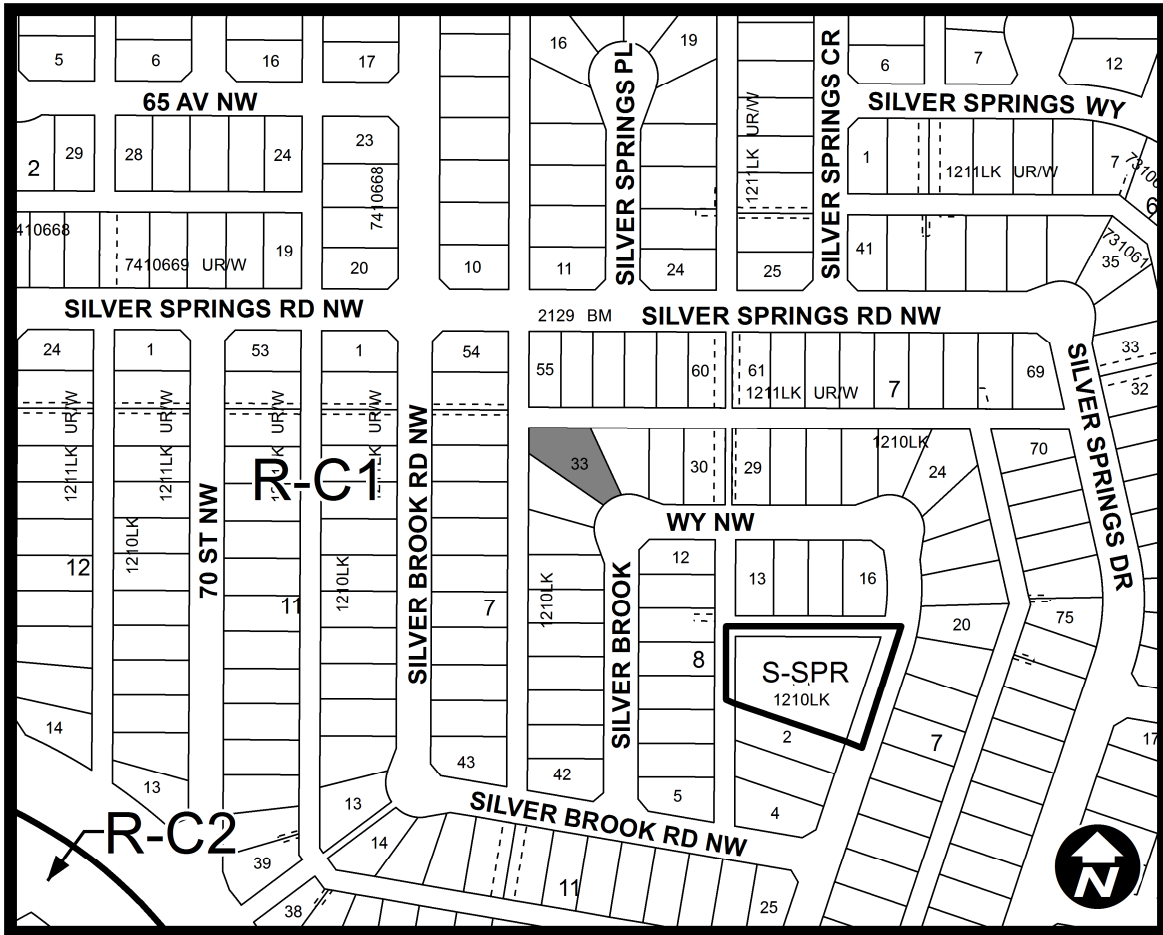 5
6
16
17
16
19
6
7
12
65 AV NW
SILVER SPRINGS PL
1211LK UR/W
SILVER SPRINGS CR
SILVER SPRINGS WY
2
29
28
24
23
7410668
1
1211LK UR/W
7
6
410668
7410669 UR/W
19
20
10
11
24
25
41
731061
35
SILVER SPRINGS RD NW
2129 BM
SILVER SPRINGS RD NW
24
1
53
1
54
55
60
61
1211LK UR/W
7
69
SILVER SPRINGS DR
33
32
1211LK UR/W
1211LK UR/W
UR/W
UR/W
R-C1
70 ST NW
SILVER BROOK RD NW
33
30
29
1210LK
24
70
WY NW
12
1210LK
11
1210LK
7
1210LK
SILVER BROOK
12
13
16
8
S-SPR
1210LK
20
75
7
2
4
14
13
13
43
42
5
17
SILVER BROOK RD NW
R-C2
39
14
38
11
25
N